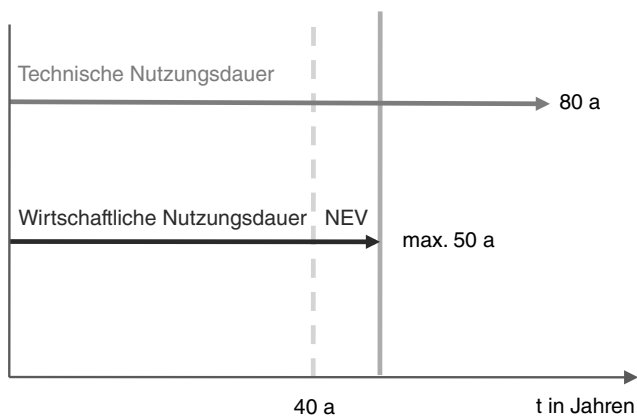 Technische Nutzungsdauer
80 a
Wirtschaftliche Nutzungsdauer NEV
max. 50 a
40 a
t in Jahren